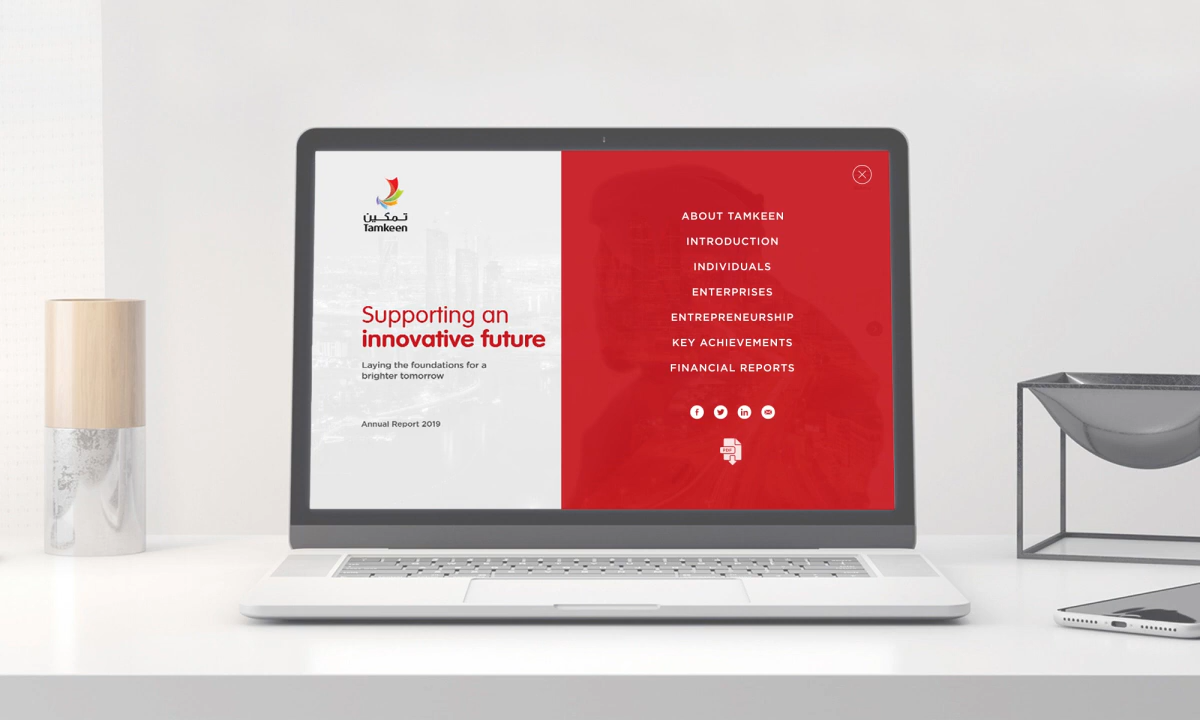 تمكين
Tamkeen
Supporting an
innovative future
Laying the foundations for a
brighter tomorrow
Annual Report 2019
ABOUT TAMKEEN
INTRODUCTION
INDIVIDUALS
ENTERPRISES
ENTREPRENEURSHIP
KEY ACHIEVEMENTS
FINANCIAL REPORTS
f
in
PDF